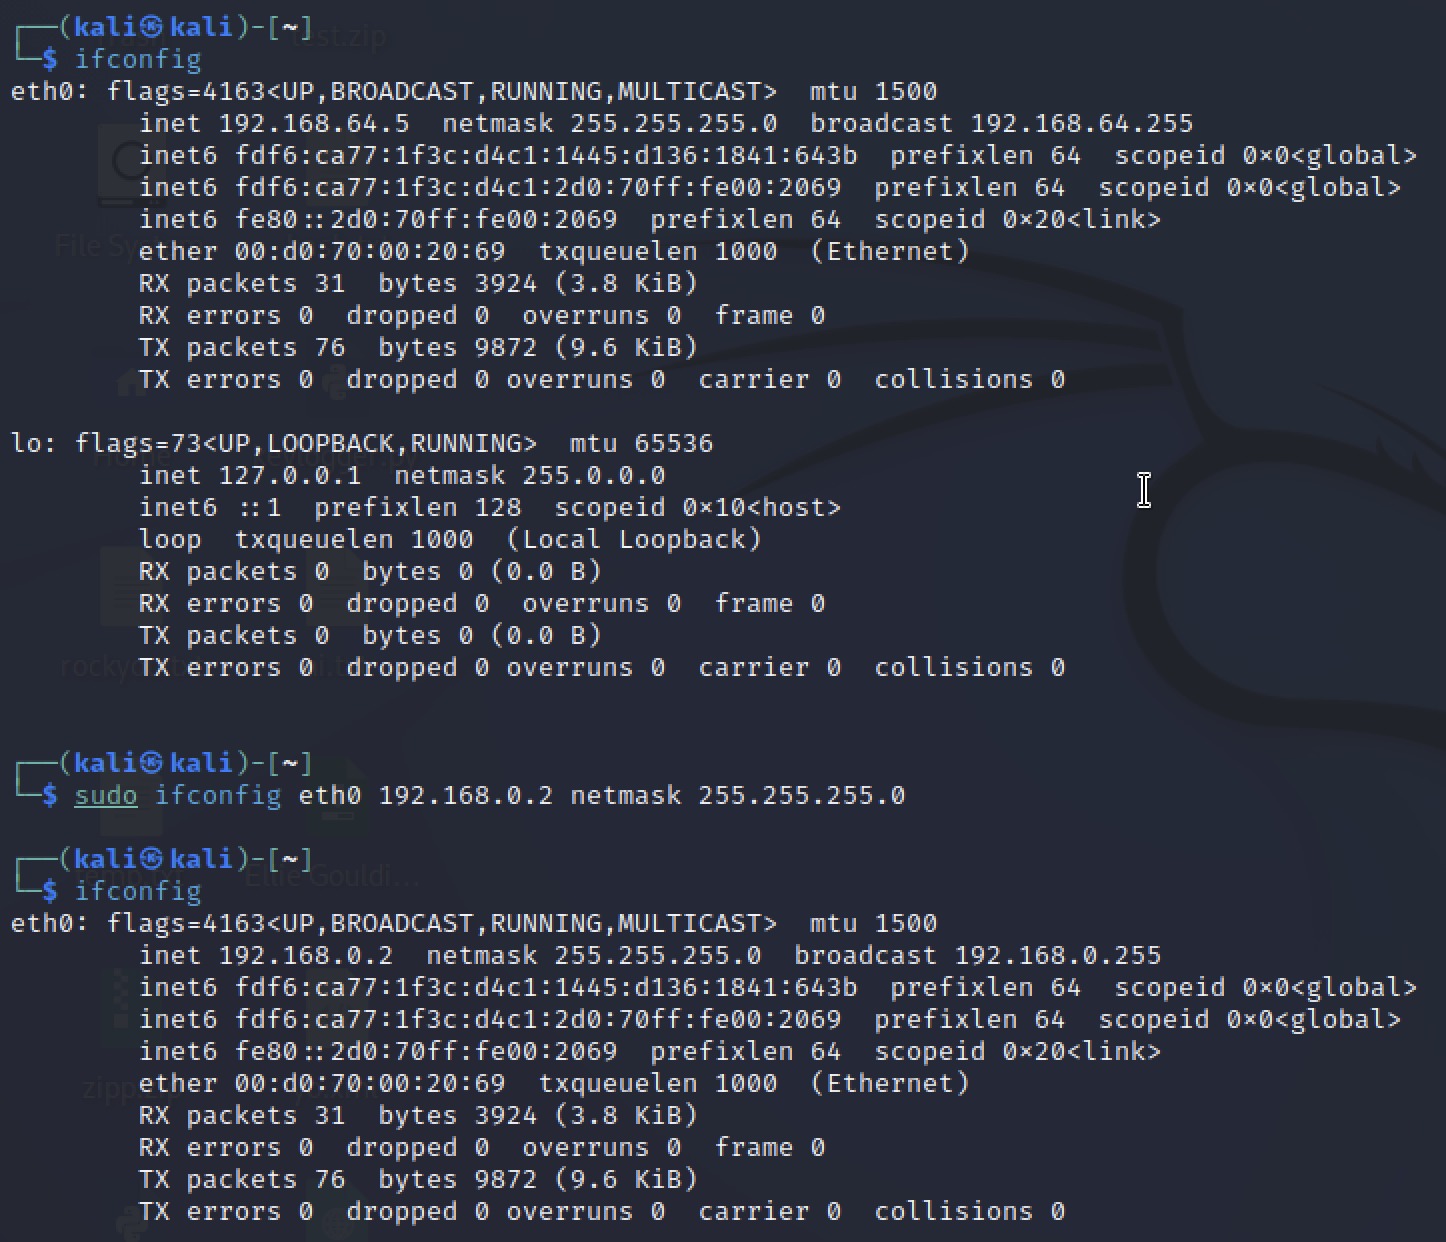 (kali㉿kali)-[~]
$ ifconfig
eth0: flags=4163<UP,BROADCAST,RUNNING,MULTICAST>  mtu 1500
inet 192.168.64.5  netmask 255.255.255.0  broadcast 192.168.64.255
inet6 fdf6:ca77:1f3c:d4c1:1445:d136:1841:643b  prefixlen 64  scopeid 0×0<global>
inet6 fdf6:ca77:1f3c:d4c1:2d0:70ff:fe00:2069  prefixlen 64  scopeid 0×0<global>
inet6 fe80::2d0:70ff:fe00:2069  prefixlen 64  scopeid 0×20<link>
ether 00:d0:70:00:20:69  txqueuelen 1000  (Ethernet)
RX packets 31  bytes 3924 (3.8 KiB)
RX errors 0  dropped 0  overruns 0  frame 0
TX packets 76  bytes 9872 (9.6 KiB)
TX errors 0  dropped 0 overruns 0  carrier 0  collisions 0
lo: flags=73<UP,LOOPBACK,RUNNING>  mtu 65536
inet 127.0.0.1  netmask 255.0.0.0
inet6 ::1  prefixlen 128  scopeid 0×10<host>
loop  txqueuelen 1000  (Local Loopback)
RX packets 0  bytes 0 (0.0 B)
RX errors 0  dropped 0  overruns 0  frame 0
TX packets 0  bytes 0 (0.0 B)
TX errors 0  dropped 0 overruns 0  carrier 0  collisions 0
(kali㉿kali)-[~]
$ sudo ifconfig eth0 192.168.0.2 netmask 255.255.255.0
(kali㉿kali)-[~]
$ ifconfig
eth0: flags=4163<UP,BROADCAST,RUNNING,MULTICAST>  mtu 1500
inet 192.168.0.2  netmask 255.255.255.0  broadcast 192.168.0.255
inet6 fdf6:ca77:1f3c:d4c1:1445:d136:1841:643b  prefixlen 64  scopeid 0×0<global>
inet6 fdf6:ca77:1f3c:d4c1:2d0:70ff:fe00:2069  prefixlen 64  scopeid 0×0<global>
inet6 fe80::2d0:70ff:fe00:2069  prefixlen 64  scopeid 0×20<link>
ether 00:d0:70:00:20:69  txqueuelen 1000  (Ethernet)
RX packets 31  bytes 3924 (3.8 KiB)
RX errors 0  dropped 0  overruns 0  frame 0
TX packets 76  bytes 9872 (9.6 KiB)
TX errors 0  dropped 0 overruns 0  carrier 0  collisions 0